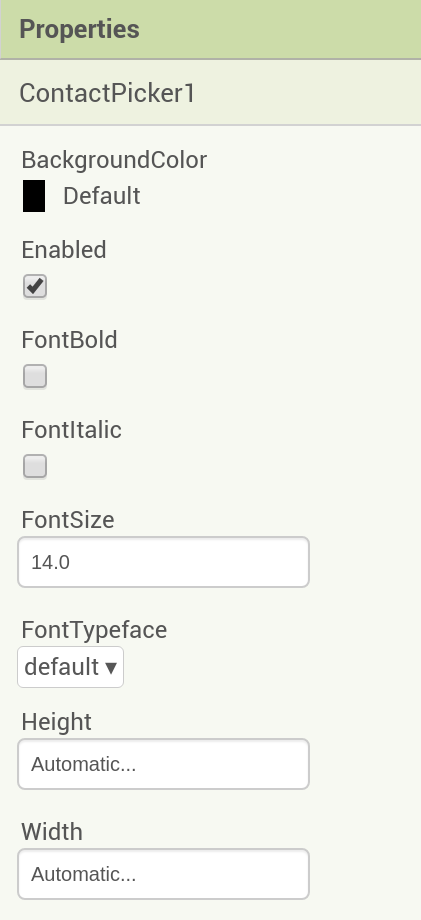 Properties
ContactPicker1
BackgroundColor
Default
Enabled
FontBold
FontItalic
FontSize
14.0
FontTypeface
default ▾
Height
Automatic...
Width
Automatic...